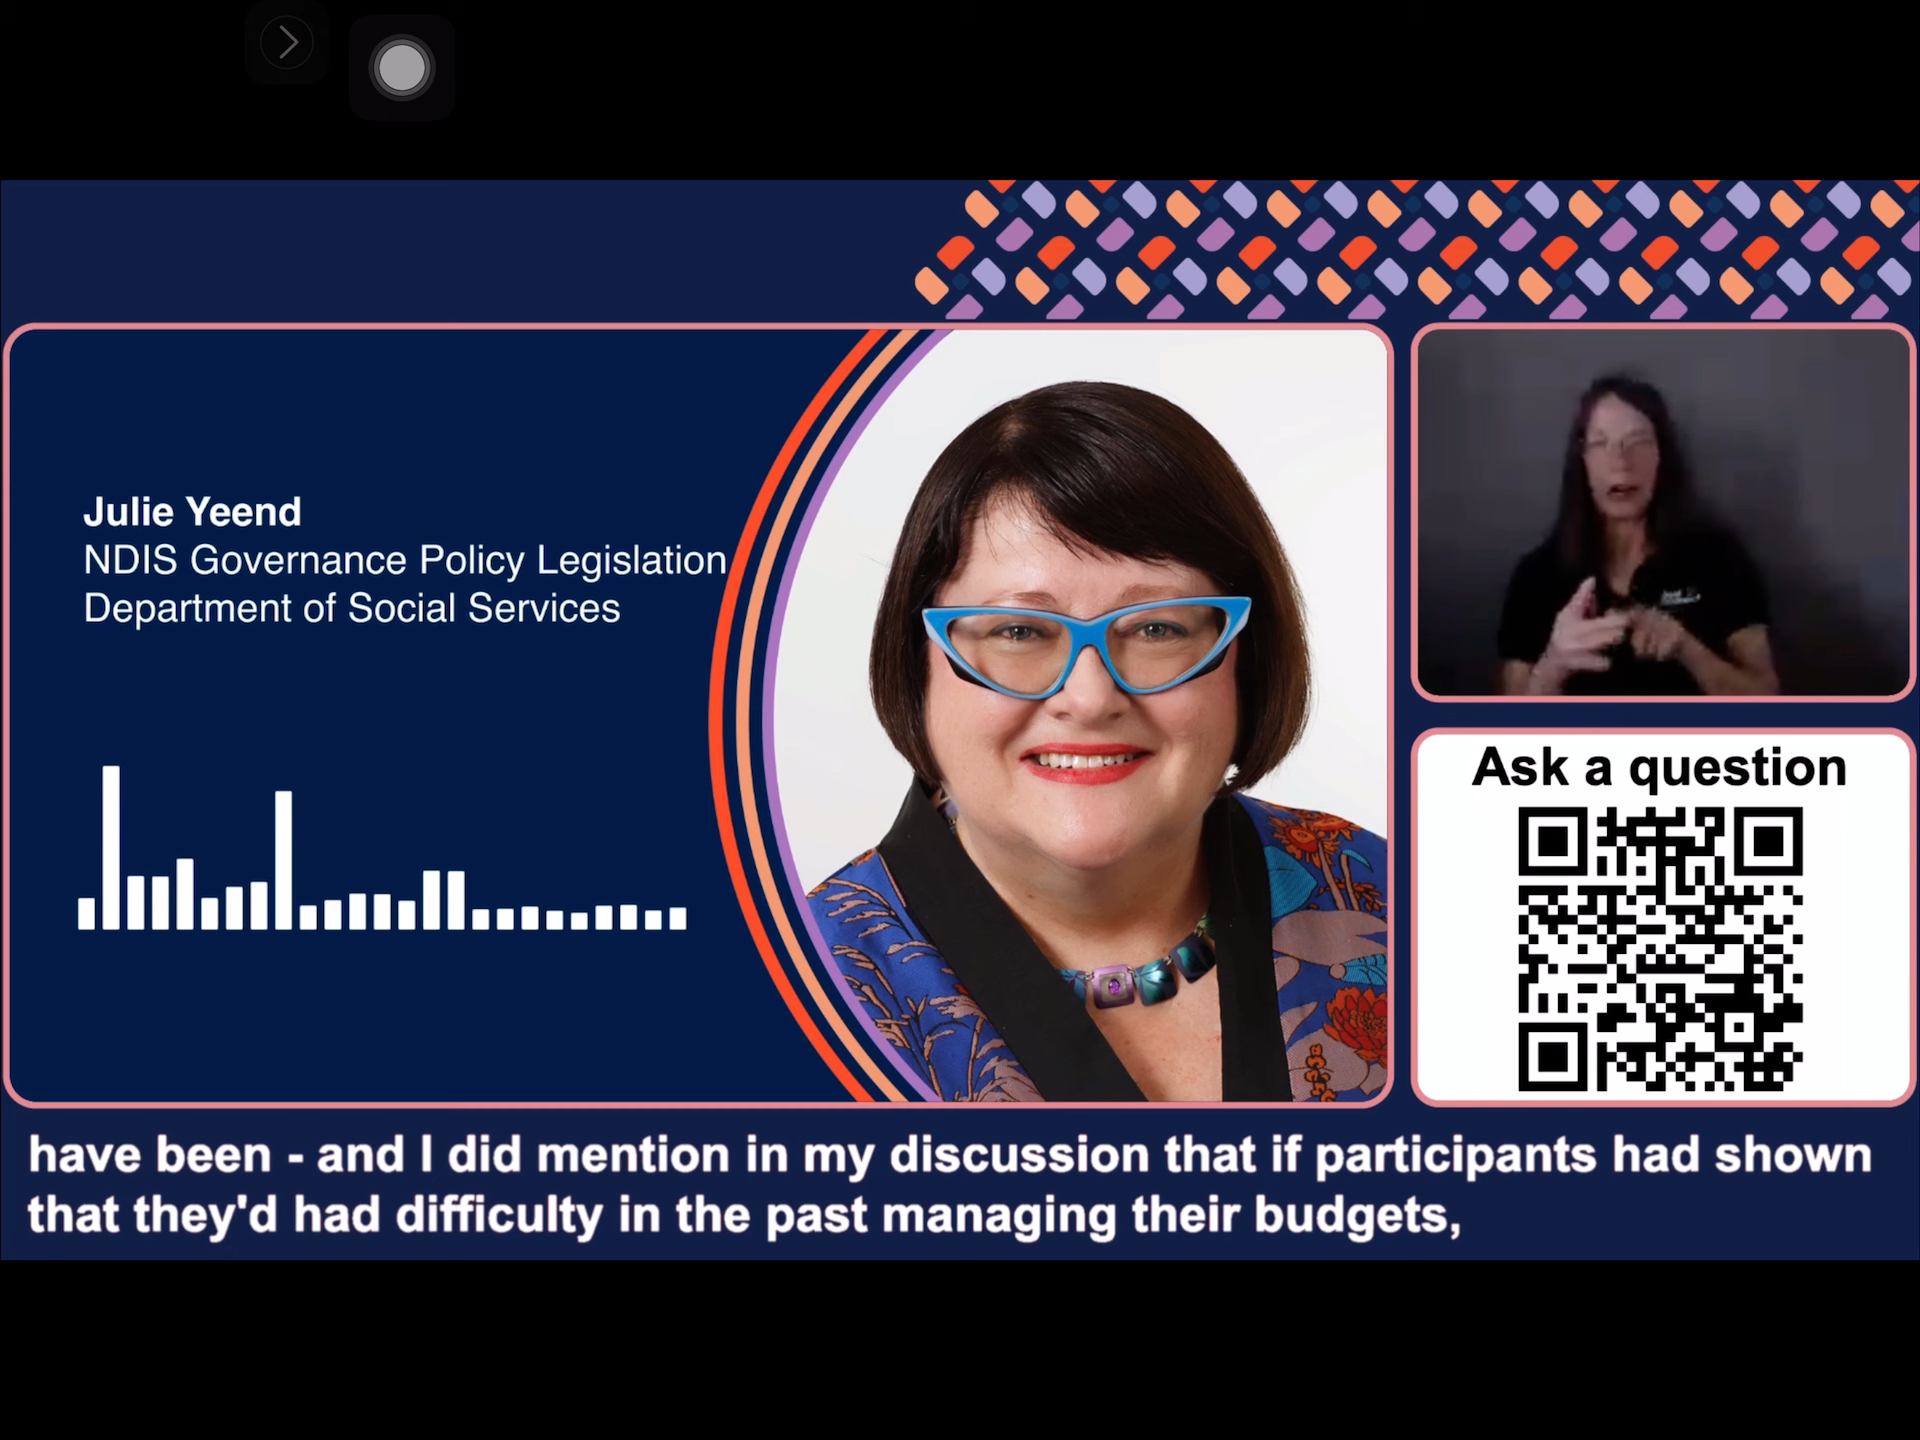 Julie Yeend
NDIS Governance Policy Legislation
Department of Social Services
Ask a question
have been - and I did mention in my discussion that if participants had shown
that they'd had difficulty in the past managing their budgets,